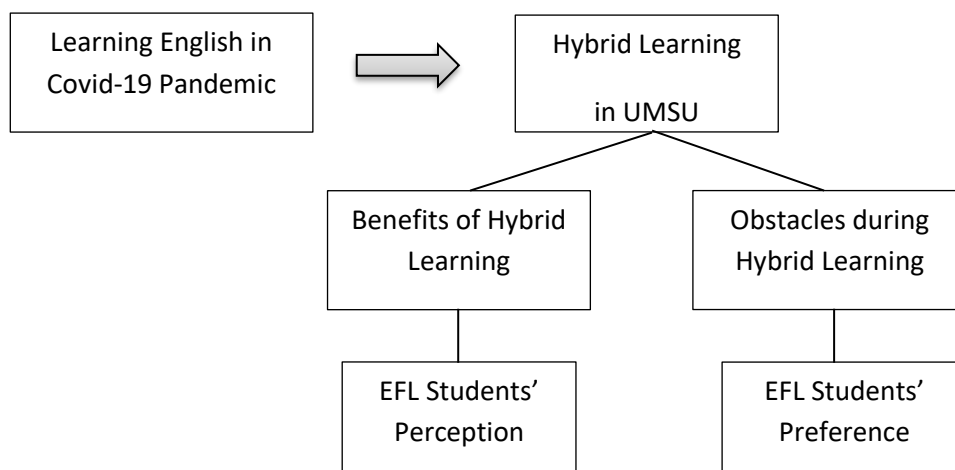 Learning English in
Covid-19 Pandemic
Hybrid Learning
in UMSU
Benefits of Hybrid
Learning
Obstacles during
Hybrid Learning
EFL Students’
Perception
EFL Students’
Preference